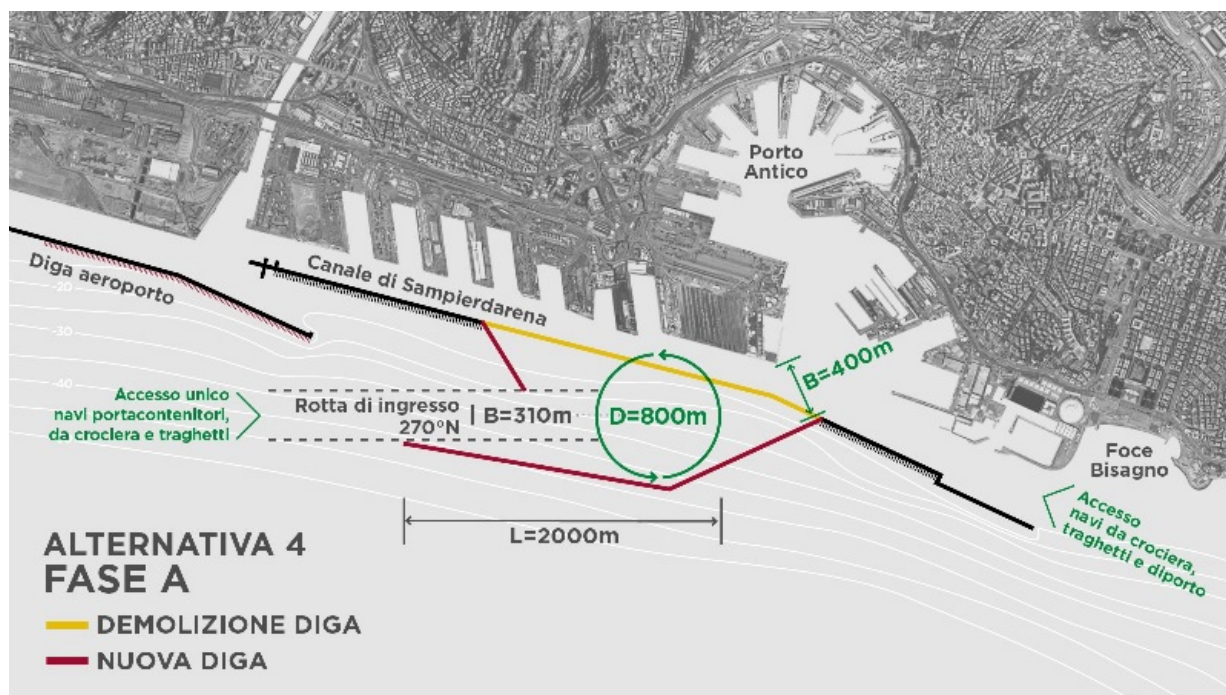 Porto
Antico
Canale di Sampierdarena
Diga aeroporto
-20
-30
-40
B=400m
Accesso unico
navi portacontenitori,
da crociera e traghetti
Rotta di ingresso
270°N
B=310m
D=800m
Foce
Bisagno
Accesso
navi da crociera,
traghetti e diporto
L=2000m
ALTERNATIVA 4
FASE A
DEMOLIZIONE DIGA
NUOVA DIGA